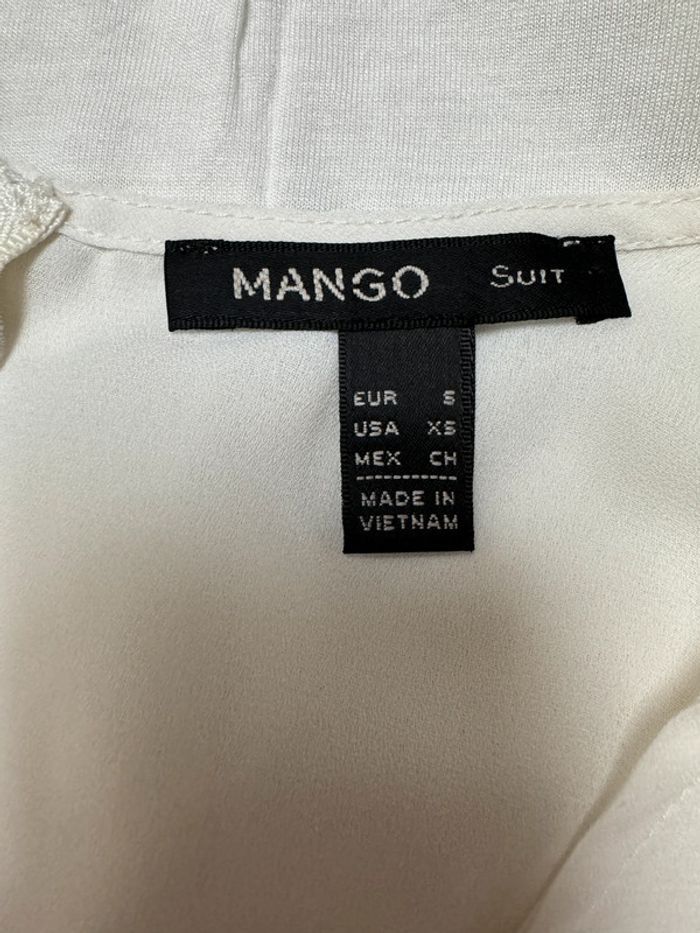 MANGO SUIT
EUR S
USA XS
MEX CH
MADE IN
VIETNAM